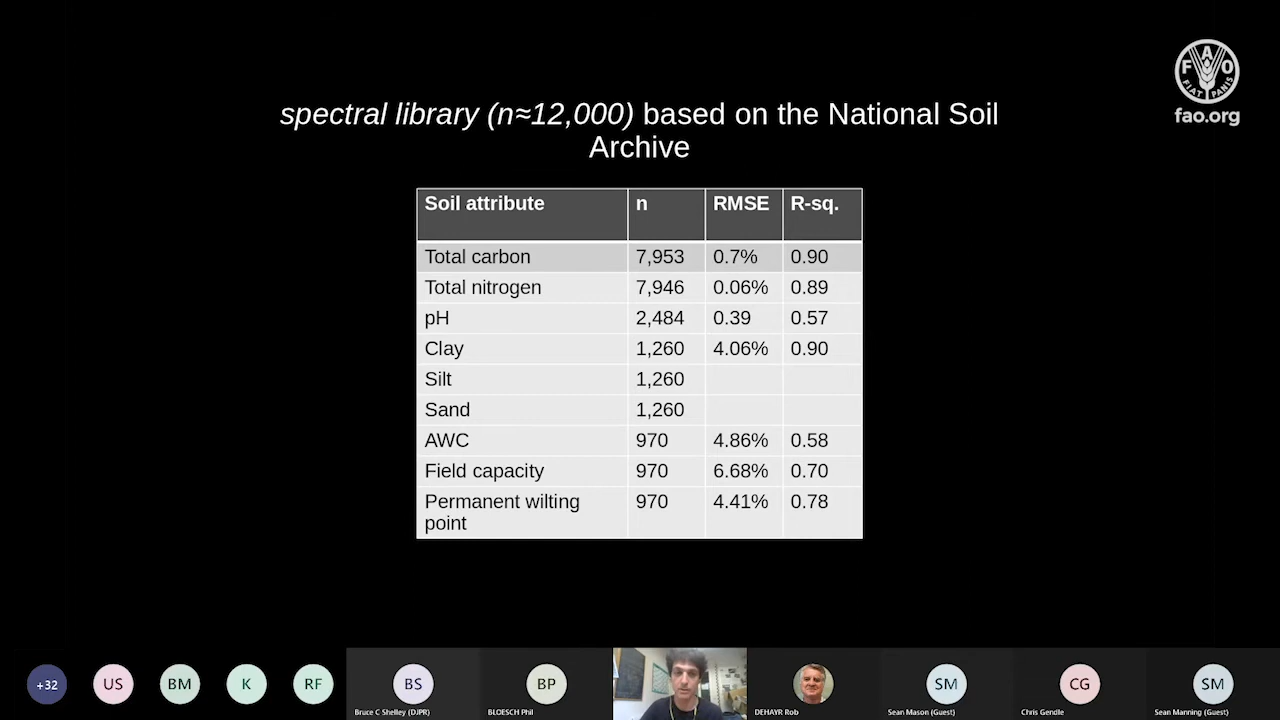 FAO
FIAT PANIS
fao.org
spectral library (n≈12,000) based on the National Soil
Archive
Soil attribute n RMSE R-sq.
Total carbon 7,953 0.7% 0.90
Total nitrogen 7,946 0.06% 0.89
pH 2,484 0.39 0.57
Clay 1,260 4.06% 0.90
Silt 1,260
Sand 1,260
AWC 970 4.86% 0.58
Field capacity 970 6.68% 0.70
Permanent wilting 970 4.41% 0.78
point
+32 US BM K RF BS BP SM CG SM
Bruce C Shelley (DJPR) BLOESCH Phil DEHAYR Rob Sean Mason (Guest) Chris Gendle Sean Manning (Guest)